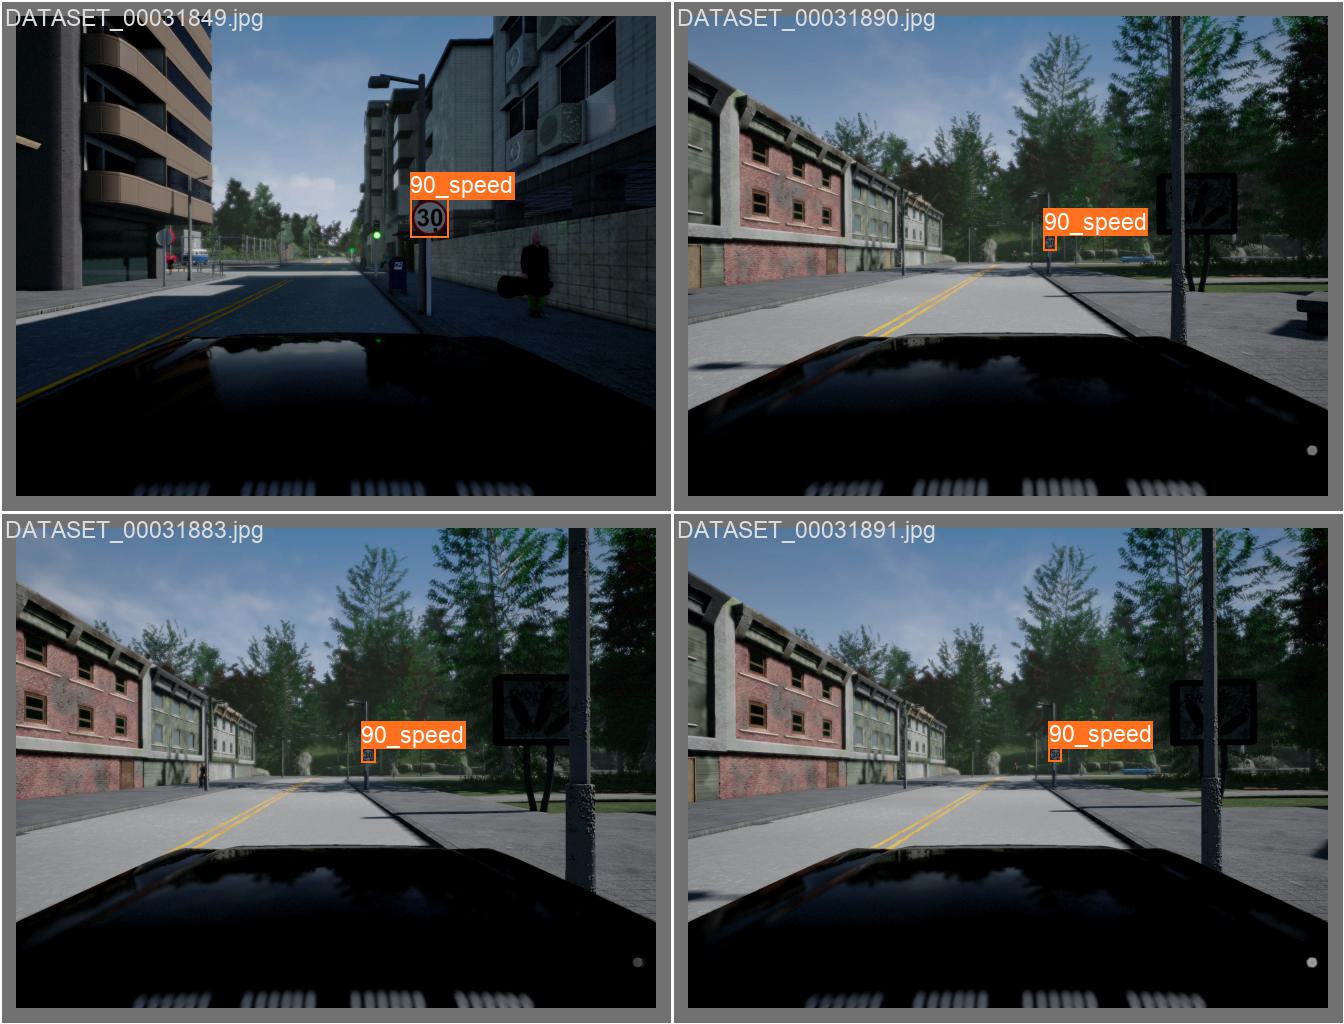 DATASET_00031849.jpg
90_speed
30
DATASET_00031890.jpg
90_speed
DATASET_00031883.jpg
90_speed
DATASET_00031891.jpg
90_speed